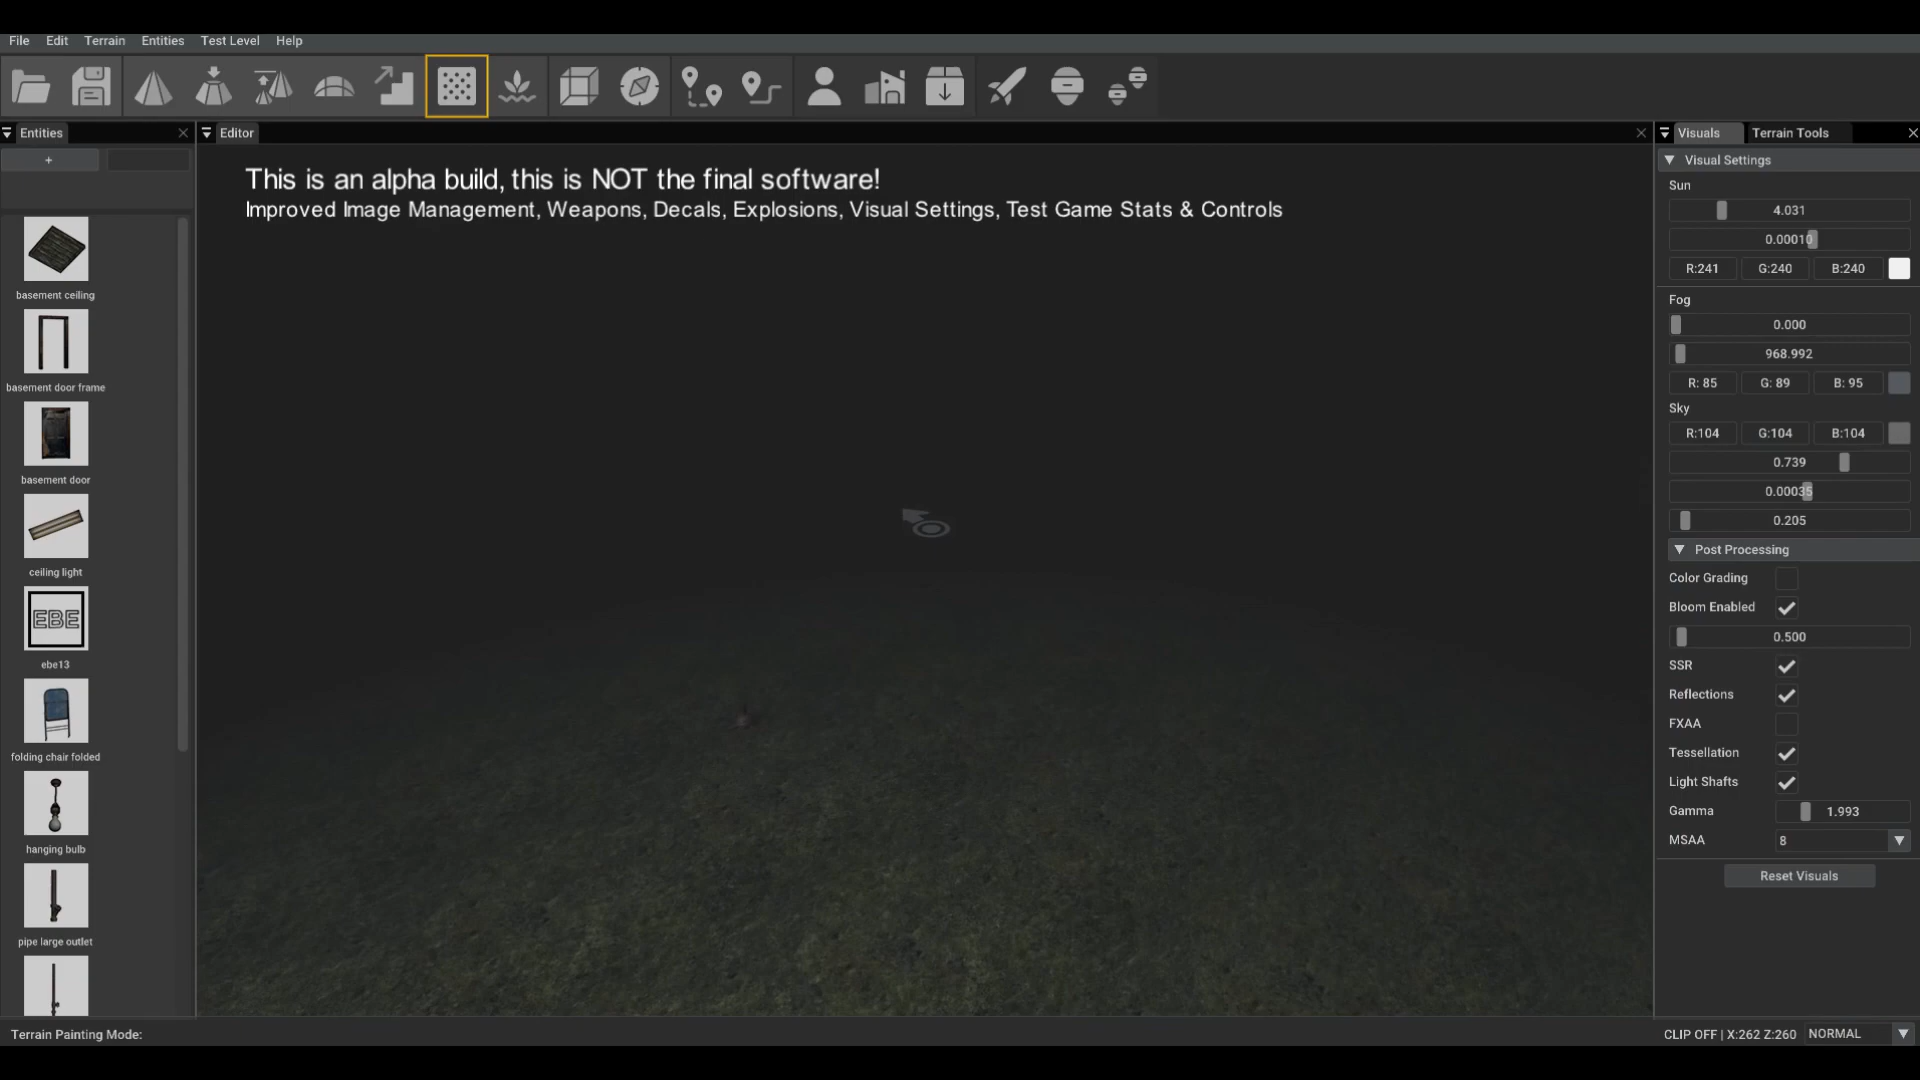 File Edit Terrain Entities Test Level Help
Entities
Editor
Visuals
Terrain Tools
+
This is an alpha build, this is NOT the final software!
Improved Image Management, Weapons, Decals, Explosions, Visual Settings, Test Game Stats & Controls
basement ceiling
basement door frame
basement door
ceiling light
EBE
ebe13
folding chair folded
hanging bulb
pipe large outlet
Visual Settings
Sun
4.031
0.00010
R:241 G:240 B:240
Fog
0.000
968.992
R: 85 G: 89 B: 95
Sky
R:104 G:104 B:104
0.739
0.00035
0.205
Post Processing
Color Grading
Bloom Enabled
0.500
SSR
Reflections
FXAA
Tessellation
Light Shafts
Gamma 1.993
MSAA 8
Reset Visuals
Terrain Painting Mode:
CLIP OFF | X:262 Z:260 NORMAL